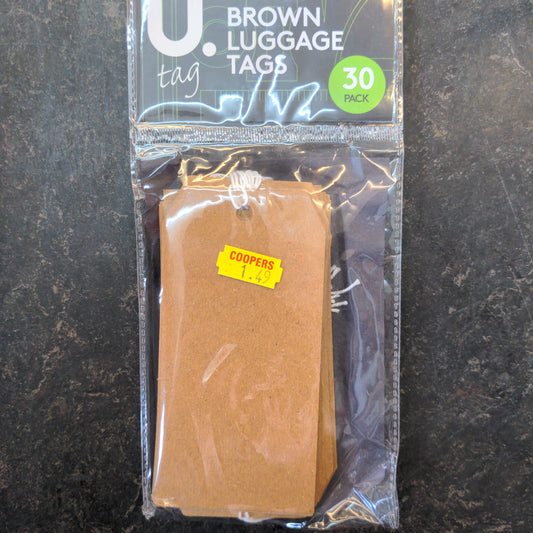 U.
tag
BROWN
LUGGAGE
TAGS
30
PACK
COOPERS
1.49